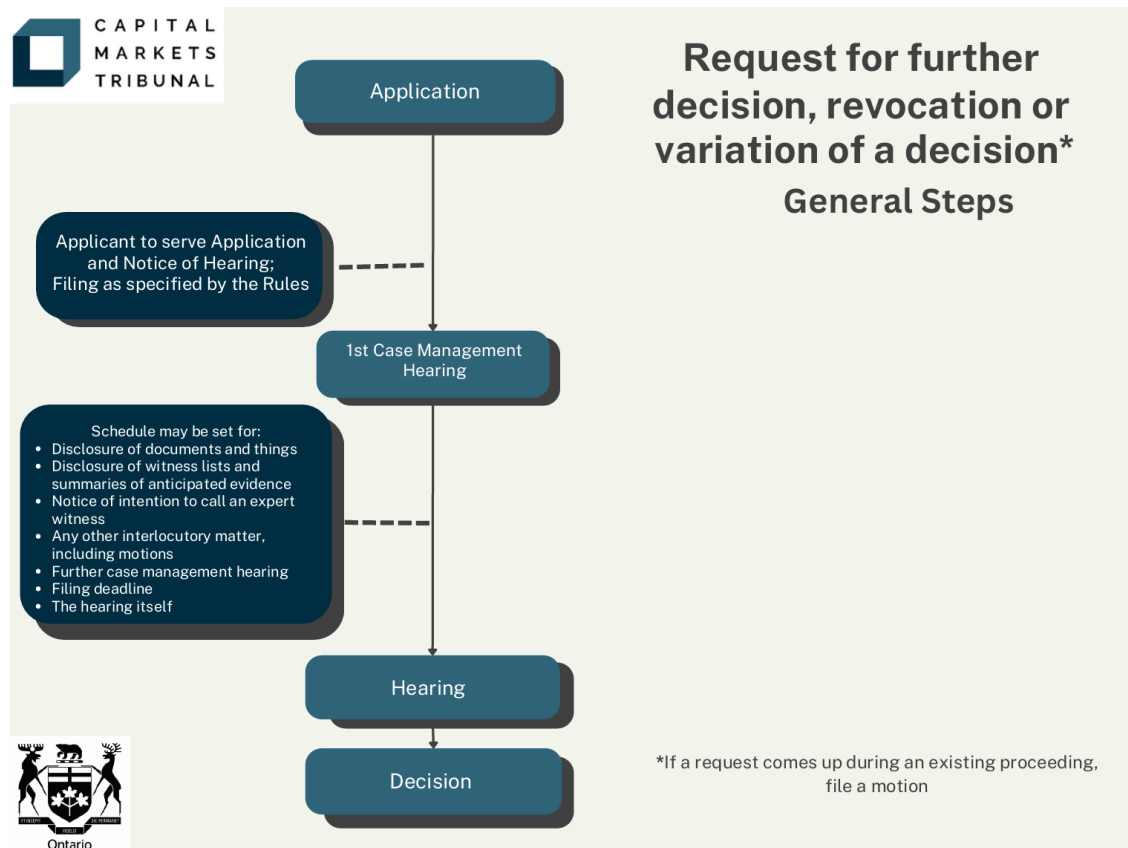 CAPITAL
MARKETS
TRIBUNAL
Request for further
decision, revocation or
variation of a decision*
General Steps
Application
Applicant to serve Application
and Notice of Hearing;
Filing as specified by the Rules
1st Case Management
Hearing
Schedule may be set for:
• Disclosure of documents and things
• Disclosure of witness lists and
summaries of anticipated evidence
• Notice of intention to call an expert
witness
• Any other interlocutory matter,
including motions
• Further case management hearing
• Filing deadline
• The hearing itself
Hearing
Decision
*If a request comes up during an existing proceeding,
file a motion
Ontario